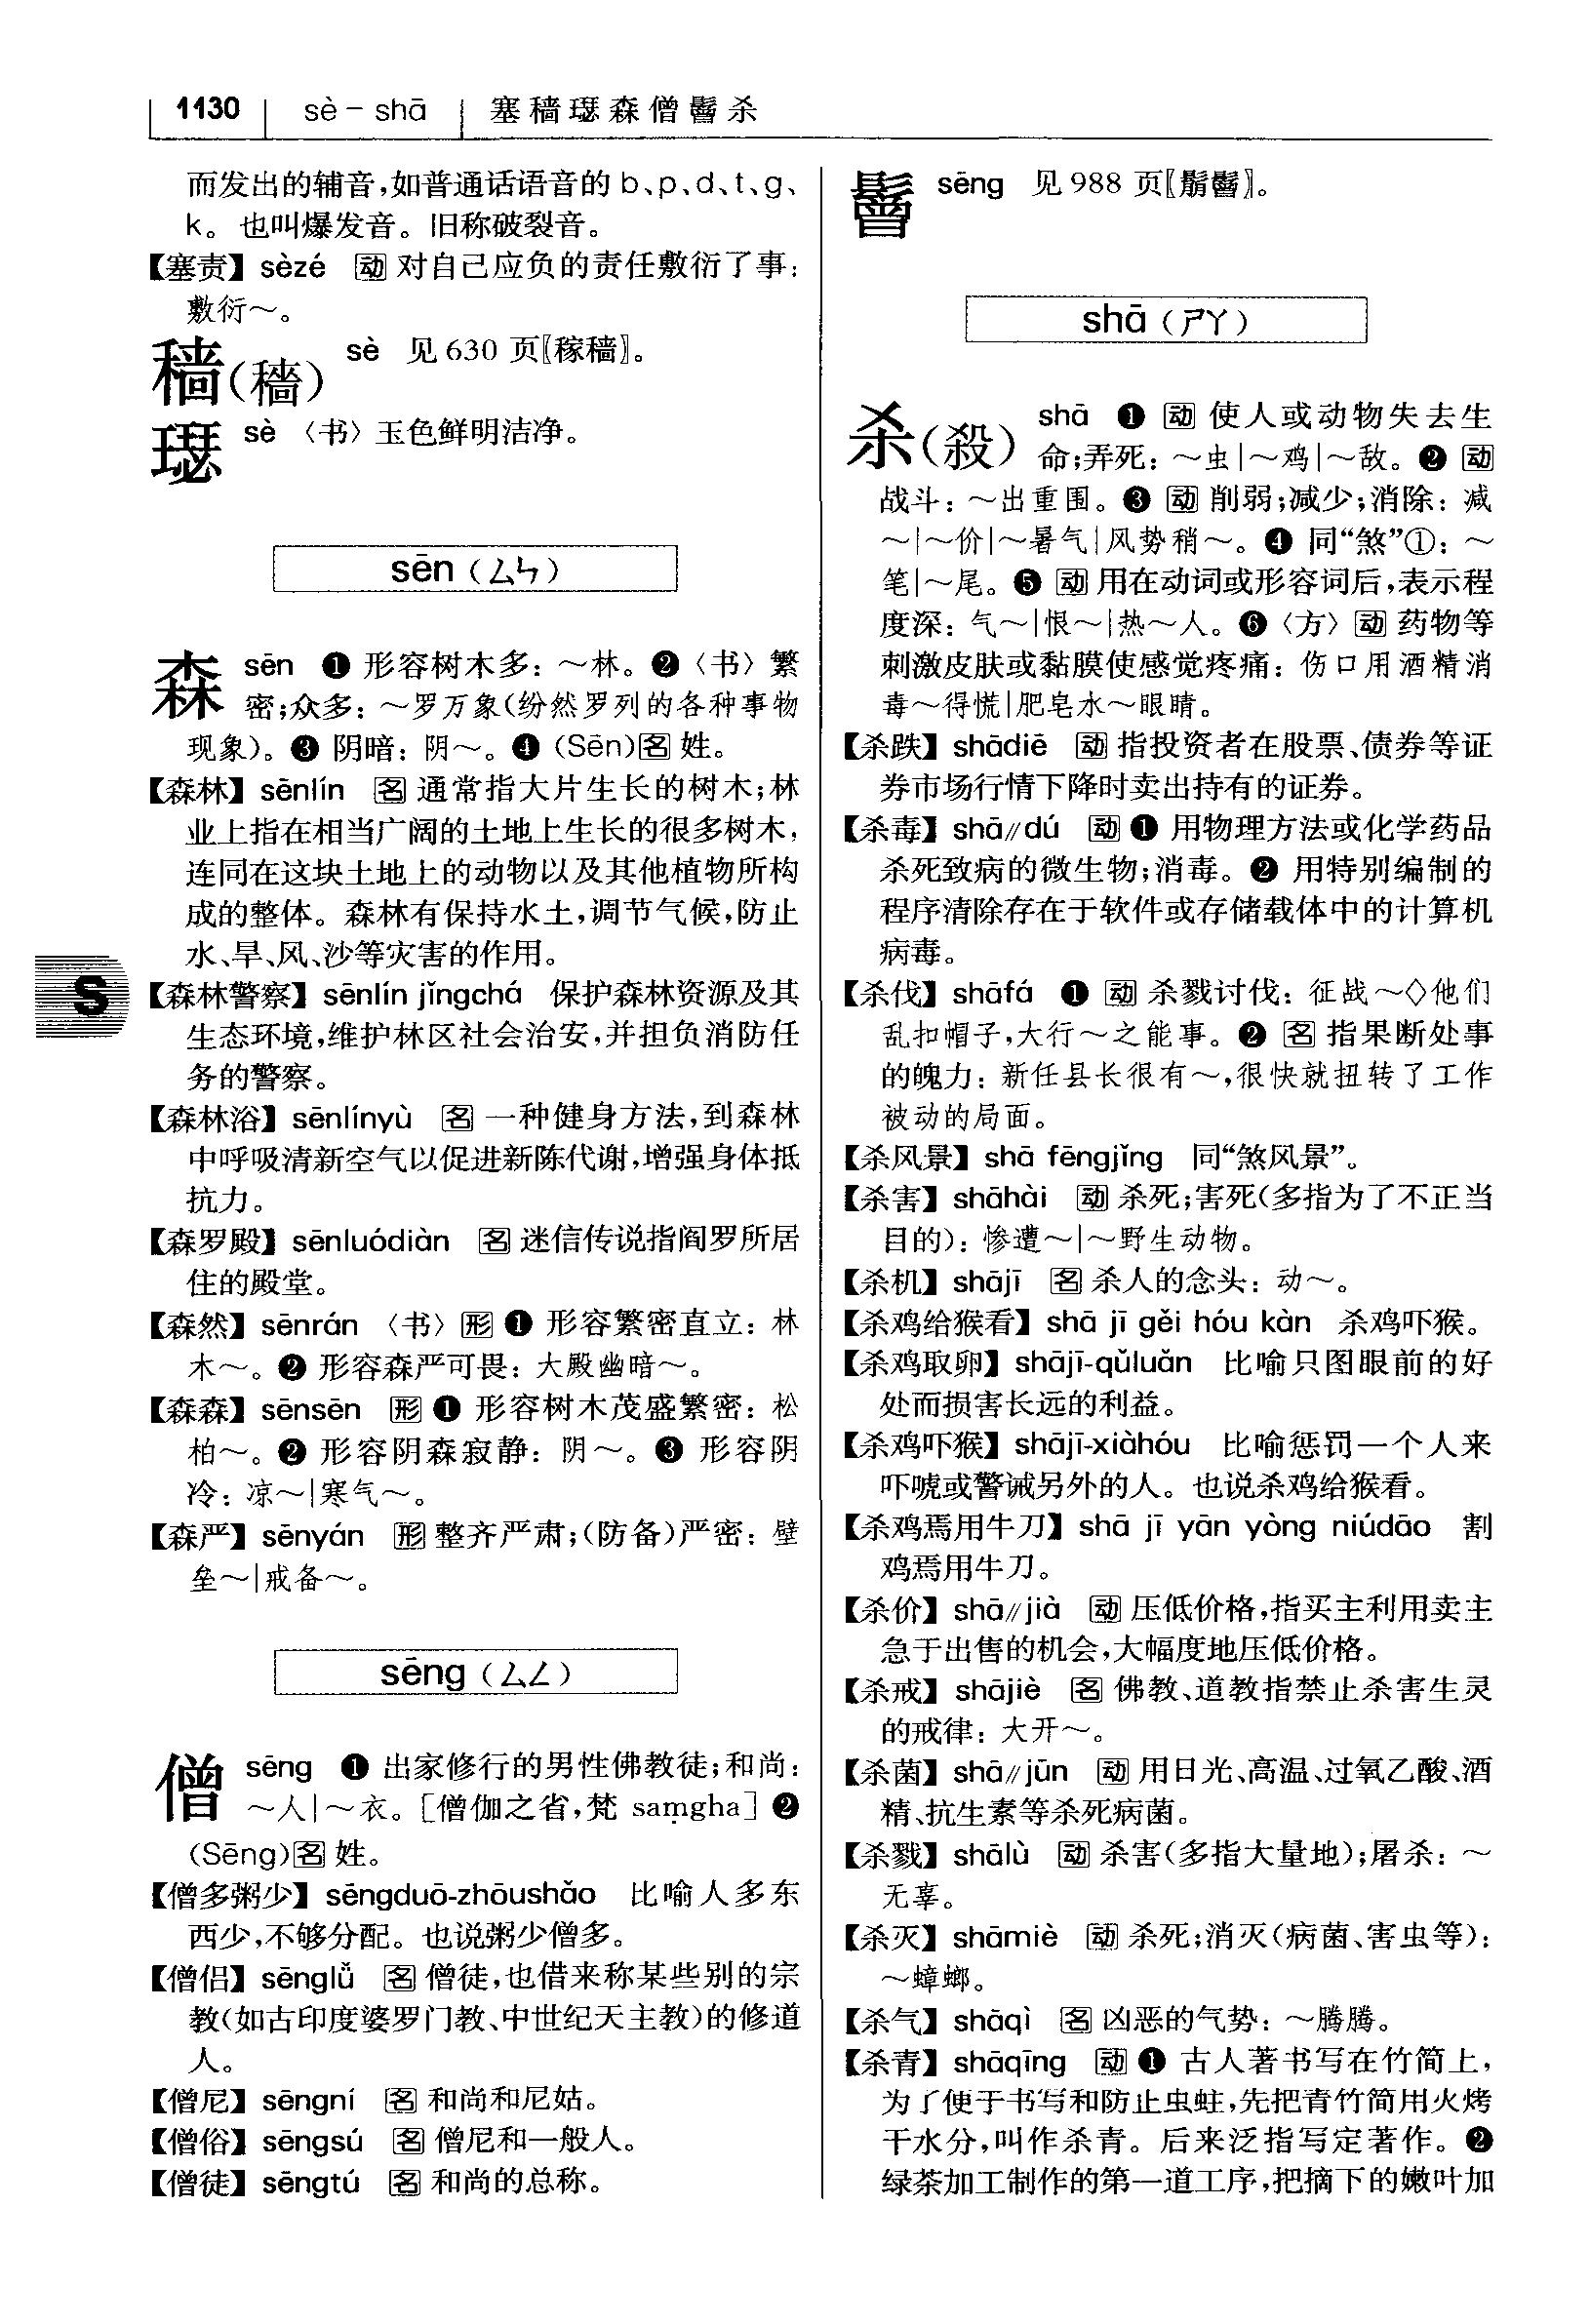 1130 sè－shā 塞穑瑟森僧鬙杀
而发出的辅音,如普通话语音的 b、p、d、t、g、
k。也叫爆发音。旧称破裂音。
【塞责】sèzé 动 对自己应负的责任敷衍了事:
敷衍～。
穑(穡) sè 见 630 页〖稼穑〗。
瑟 sè 〈书〉玉色鲜明洁净。
sēn (ㄙㄣ)
森 sēn ❶ 形容树木多: ～林。❷〈书〉繁
密;众多: ～罗万象(纷然罗列的各种事物
现象)。❸ 阴暗: 阴～。❹ (Sēn)名 姓。
【森林】sēnlín 名 通常指大片生长的树木;林
业上指在相当广阔的土地上生长的很多树木,
连同在这块土地上的动物以及其他植物所构
成的整体。森林有保持水土,调节气候,防止
水、旱、风、沙等灾害的作用。
S
【森林警察】sēnlín jǐngchá 保护森林资源及其
生态环境,维护林区社会治安,并担负消防任
务的警察。
【森林浴】sēnlínyù 名 一种健身方法,到森林
中呼吸清新空气以促进新陈代谢,增强身体抵
抗力。
【森罗殿】sēnluódiàn 名 迷信传说指阎罗所居
住的殿堂。
【森然】sēnrán 〈书〉形 ❶ 形容繁密直立: 林
木～。❷ 形容森严可畏: 大殿幽暗～。
【森森】sēnsēn 形 ❶ 形容树木茂盛繁密: 松
柏～。❷ 形容阴森寂静: 阴～。❸ 形容阴
冷: 凉～|寒气～。
【森严】sēnyán 形 整齐严肃;(防备)严密: 壁
垒～|戒备～。
sēng (ㄙㄥ)
僧 sēng ❶ 出家修行的男性佛教徒;和尚:
～人|～衣。[僧伽之省,梵 saṃgha] ❷
(Sēng)名 姓。
【僧多粥少】sēngduō-zhōushǎo 比喻人多东
西少,不够分配。也说粥少僧多。
【僧侣】sēnglǚ 名 僧徒,也借来称某些别的宗
教(如古印度婆罗门教、中世纪天主教)的修道
人。
【僧尼】sēngní 名 和尚和尼姑。
【僧俗】sēngsú 名 僧尼和一般人。
【僧徒】sēngtú 名 和尚的总称。
鬙 sēng 见 988 页〖鬅鬙〗。
shā (ㄕㄚ)
杀(殺) shā ❶ 动 使人或动物失去生
命;弄死: ～虫|～鸡|～敌。❷ 动
战斗: ～出重围。❸ 动 削弱;减少;消除: 减
～|～价|～暑气|风势稍～。❹ 同“煞”①: ～
笔|～尾。❺ 动 用在动词或形容词后,表示程
度深: 气～|恨～|热～人。❻〈方〉动 药物等
刺激皮肤或黏膜使感觉疼痛: 伤口用酒精消
毒～得慌|肥皂水～眼睛。
【杀跌】shādiē 动 指投资者在股票、债券等证
券市场行情下降时卖出持有的证券。
【杀毒】shā//dú 动 ❶ 用物理方法或化学药品
杀死致病的微生物;消毒。❷ 用特别编制的
程序清除存在于软件或存储载体中的计算机
病毒。
【杀伐】shāfá ❶ 动 杀戮讨伐: 征战～◇他们
乱扣帽子,大行～之能事。❷ 名 指果断处事
的魄力: 新任县长很有～,很快就扭转了工作
被动的局面。
【杀风景】shā fēngjǐng 同“煞风景”。
【杀害】shāhài 动 杀死;害死(多指为了不正当
目的): 惨遭～|～野生动物。
【杀机】shājī 名 杀人的念头: 动～。
【杀鸡给猴看】shā jī gěi hóu kàn 杀鸡吓猴。
【杀鸡取卵】shājī-qǔluǎn 比喻只图眼前的好
处而损害长远的利益。
【杀鸡吓猴】shājī-xiàhóu 比喻惩罚一个人来
吓唬或警诫另外的人。也说杀鸡给猴看。
【杀鸡焉用牛刀】shā jī yān yòng niúdāo 割
鸡焉用牛刀。
【杀价】shā//jià 动 压低价格,指买主利用卖主
急于出售的机会,大幅度地压低价格。
【杀戒】shājiè 名 佛教、道教指禁止杀害生灵
的戒律: 大开～。
【杀菌】shā//jūn 动 用日光、高温、过氧乙酸、酒
精、抗生素等杀死病菌。
【杀戮】shālù 动 杀害(多指大量地);屠杀: ～
无辜。
【杀灭】shāmiè 动 杀死;消灭(病菌、害虫等):
～蟑螂。
【杀气】shāqì 名 凶恶的气势: ～腾腾。
【杀青】shāqīng 动 ❶ 古人著书写在竹简上,
为了便于书写和防止虫蛀,先把青竹简用火烤
干水分,叫作杀青。后来泛指写定著作。❷
绿茶加工制作的第一道工序,把摘下的嫩叶加